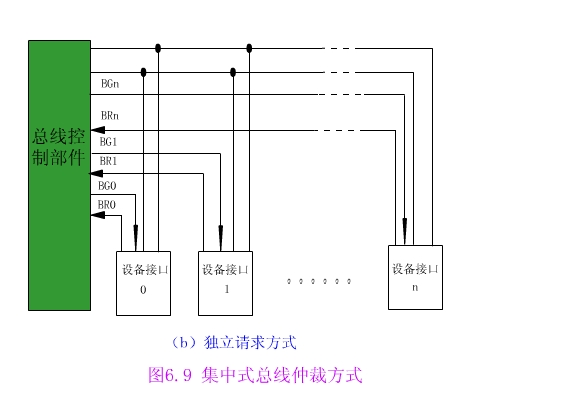 BGn
BRn
总线控
制部件
BG1
BR1
BG0
BR0
设备接口
0
设备接口
1
设备接口
n
（b）独立请求方式
图6.9 集中式总线仲裁方式